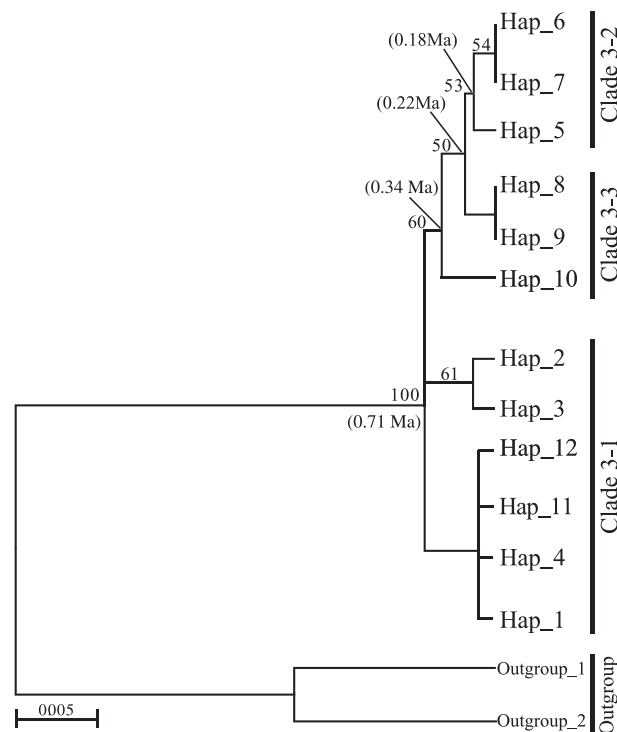 Hap_6
(0.18Ma)
54
Hap_7
53
(0.22Ma)
Hap_5
Clade 3-2
50
Hap_8
(0.34 Ma)
60
Hap_9
Hap_10
Clade 3-3
Hap_2
61
100
Hap_3
(0.71 Ma)
Hap_12
Hap_11
Hap_4
Hap_1
Clade 3-1
Outgroup_1
Outgroup_2
Outgroup
0005